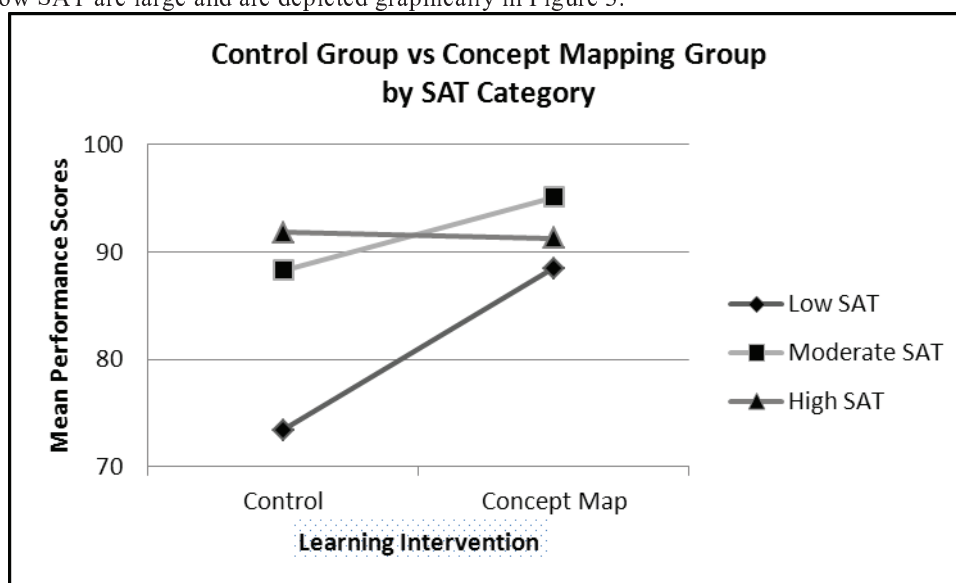 ow SAT are large and are depicted graphically in Figure 3.
Control Group vs Concept Mapping Group
by SAT Category
Mean Performance Scores
100
90
80
70
Control
Concept Map
Learning Intervention
Low SAT
Moderate SAT
High SAT